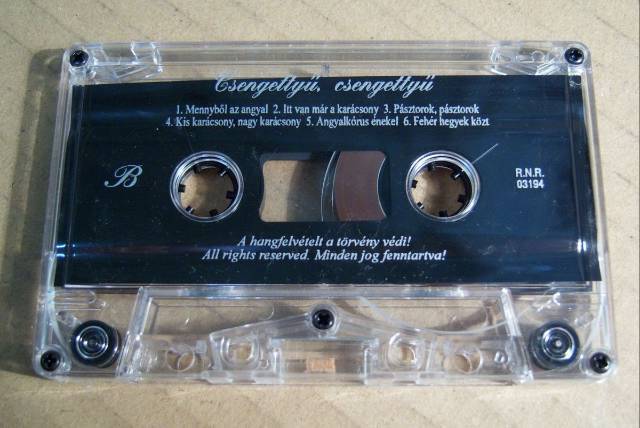 Csengettyű, csengettyű
1. Mennyből az angyal 2. Itt van már a karácsony 3. Pásztorok, pásztorok
4. Kis karácsony, nagy karácsony 5. Angyalkórus énekel 6. Fehér hegyek közt
B
R.N.R.
03194
A hangfelvételt a törvény védi!
All rights reserved. Minden jog fenntartva!